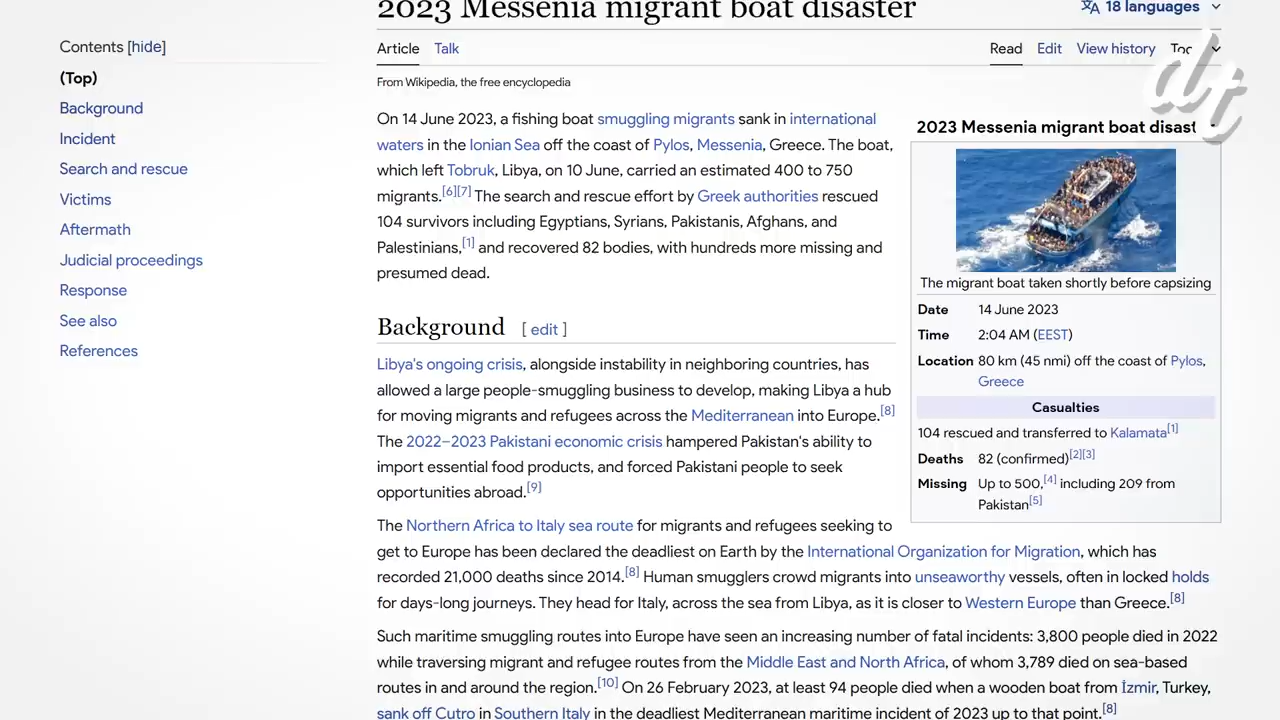 2023 Messenia migrant boat disaster
18 languages
Contents [hide]
(Top)
Background
Incident
Search and rescue
Victims
Aftermath
Judicial proceedings
Response
See also
References
Article Talk
Read Edit View history
From Wikipedia, the free encyclopedia
On 14 June 2023, a fishing boat smuggling migrants sank in international
waters in the Ionian Sea off the coast of Pylos, Messenia, Greece. The boat,
which left Tobruk, Libya, on 10 June, carried an estimated 400 to 750
migrants.[6][7] The search and rescue effort by Greek authorities rescued
104 survivors including Egyptians, Syrians, Pakistanis, Afghans, and
Palestinians,[1] and recovered 82 bodies, with hundreds more missing and
presumed dead.
Background [ edit ]
Libya's ongoing crisis, alongside instability in neighboring countries, has
allowed a large people-smuggling business to develop, making Libya a hub
for moving migrants and refugees across the Mediterranean into Europe.[8]
The 2022–2023 Pakistani economic crisis hampered Pakistan's ability to
import essential food products, and forced Pakistani people to seek
opportunities abroad.[9]
The Northern Africa to Italy sea route for migrants and refugees seeking to
get to Europe has been declared the deadliest on Earth by the International Organization for Migration, which has
recorded 21,000 deaths since 2014.[8] Human smugglers crowd migrants into unseaworthy vessels, often in locked holds
for days-long journeys. They head for Italy, across the sea from Libya, as it is closer to Western Europe than Greece.[8]
Such maritime smuggling routes into Europe have seen an increasing number of fatal incidents: 3,800 people died in 2022
while traversing migrant and refugee routes from the Middle East and North Africa, of whom 3,789 died on sea-based
routes in and around the region.[10] On 26 February 2023, at least 94 people died when a wooden boat from İzmir, Turkey,
sank off Cutro in Southern Italy in the deadliest Mediterranean maritime incident of 2023 up to that point.[8]
2023 Messenia migrant boat
The migrant boat taken shortly before capsizing
Date 14 June 2023
Time 2:04 AM (EEST)
Location 80 km (45 nmi) off the coast of Pylos,
Greece
Casualties
104 rescued and transferred to Kalamata[1]
Deaths 82 (confirmed)[2][3]
Missing Up to 500,[4] including 209 from
Pakistan[5]
dt